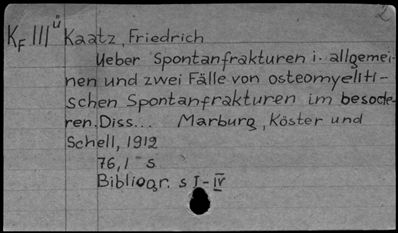 K_F III ü Kaatz, Friedrich
Ueber Spontanfrakturen i. allgemei-
nen und zwei Fälle von osteomyeliti-
schen Spontanfrakturen im besode-
ren. Diss... Marburg, Köster und
Schell, 1912
76,1 s
Bibliogr. s I-IV